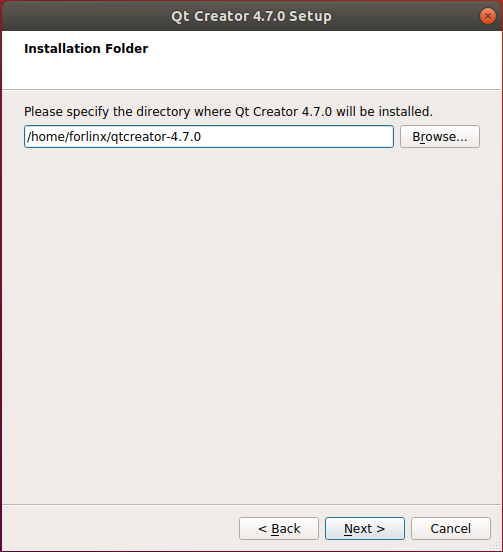 Qt Creator 4.7.0 Setup
Installation Folder
Please specify the directory where Qt Creator 4.7.0 will be installed.
/home/forlinx/qtcreator-4.7.0
Browse...
< Back
Next >
Cancel